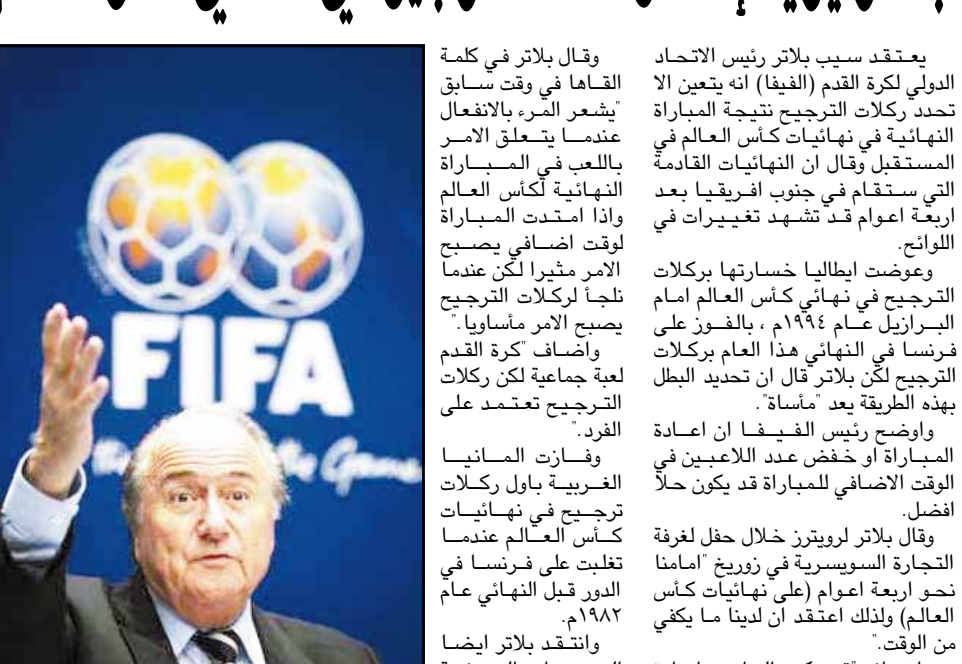 يعتقد سيب بلاتر رئيس الاتحاد
الدولي لكرة القدم (الفيفا) انه يتعين الا
تحدد ركلات الترجيح نتيجة المباراة
النهائية في نهائيات كأس العالم في
المستقبل وقال ان النهائيات القادمة
التي ستقام في جنوب افريقيا بعد
اربعة اعوام قد تشهد تغييرات في
اللوائح.
وعوضت ايطاليا خسارتها بركلات
الترجيح في نهائي كأس العالم امام
البرازيل عام ١٩٩٤م ، بالفوز على
فرنسا في النهائي هذا العام بركلات
الترجيح لكن بلاتر قال ان تحديد البطل
بهذه الطريقة يعد "مأساة".
واوضح رئيس الفيفا ان اعادة
المباراة او خفض عدد اللاعبين في
الوقت الاضافي للمباراة قد يكون حلاً
افضل.
وقال بلاتر لرويترز خلال حفل لغرفة
التجارة السويسرية في زوريخ "امامنا
نحو اربعة اعوام (على نهائيات كأس
العالم) ولذلك اعتقد ان لدينا ما يكفي
من الوقت."
وقال بلاتر في كلمة
القاها في وقت سابق
"يشعر المرء بالانفعال
عندما يتعلق الامر
باللعب في المباراة
النهائية لكأس العالم
واذا امتدت المباراة
لوقت اضافي يصبح
الامر مثيرا لكن عندما
نلجأ لركلات الترجيح
يصبح الامر مأساويا."
واضاف "كرة القدم
لعبة جماعية لكن ركلات
الترجيح تعتمد على
الفرد."
وفازت المانيا
الغربية باول ركلات
ترجيح في نهائيات
كأس العالم عندما
تغلبت على فرنسا في
الدور قبل النهائي عام
١٩٨٢م.
وانتقد بلاتر ايضا
FIFA
the Game